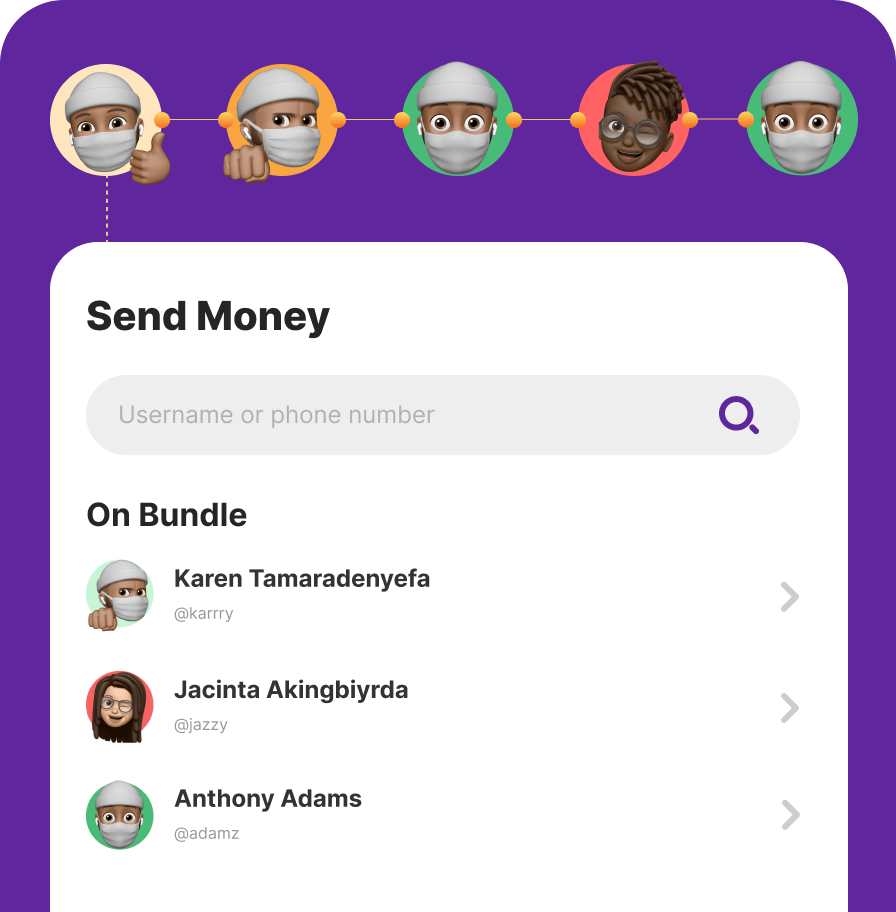 Send Money
Username or phone number
On Bundle
Karen Tamaradenyefa
@karrry
Jacinta Akingbiyrda
@jazzy
Anthony Adams
@adamz